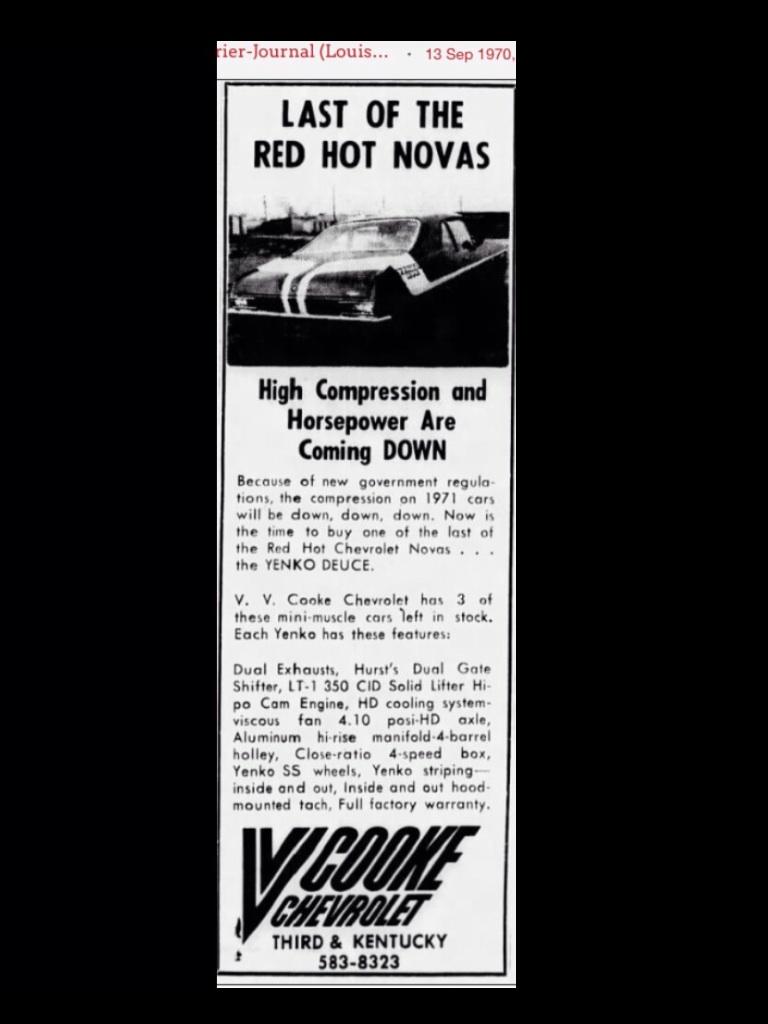 rier-Journal (Louis... · 13 Sep 1970,
LAST OF THE
RED HOT NOVAS
High Compression and
Horsepower Are
Coming DOWN
Because of new government regula-
tions, the compression on 1971 cars
will be down, down, down. Now is
the time to buy one of the last of
the Red Hot Chevrolet Novas . . .
the YENKO DEUCE.
V. V. Cooke Chevrolet has 3 of
these mini-muscle cars left in stock.
Each Yenko has these features:
Dual Exhausts, Hurst's Dual Gate
Shifter, LT-1 350 CID Solid Lifter Hi-
po Cam Engine, HD cooling system-
viscous fan 4.10 posi-HD axle,
Aluminum hi-rise manifold-4-barrel
holley, Close-ratio 4-speed box,
Yenko SS wheels, Yenko striping—
inside and out, Inside and out hood-
mounted tach, Full factory warranty.
VV COOKE
CHEVROLET
THIRD & KENTUCKY
583-8323